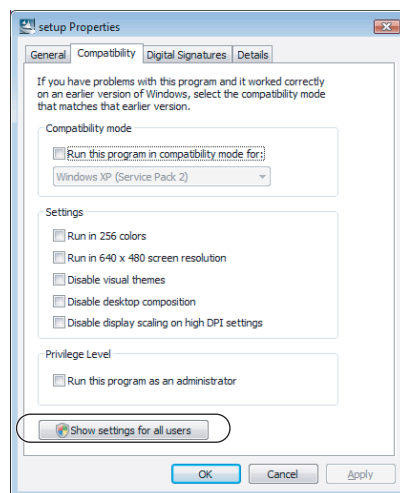 setup Properties
General Compatibility Digital Signatures Details
If you have problems with this program and it worked correctly
on an earlier version of Windows, select the compatibility mode
that matches that earlier version.
Compatibility mode
Run this program in compatibility mode for:
Windows XP (Service Pack 2)
Settings
Run in 256 colors
Run in 640 x 480 screen resolution
Disable visual themes
Disable desktop composition
Disable display scaling on high DPI settings
Privilege Level
Run this program as an administrator
Show settings for all users
OK Cancel Apply